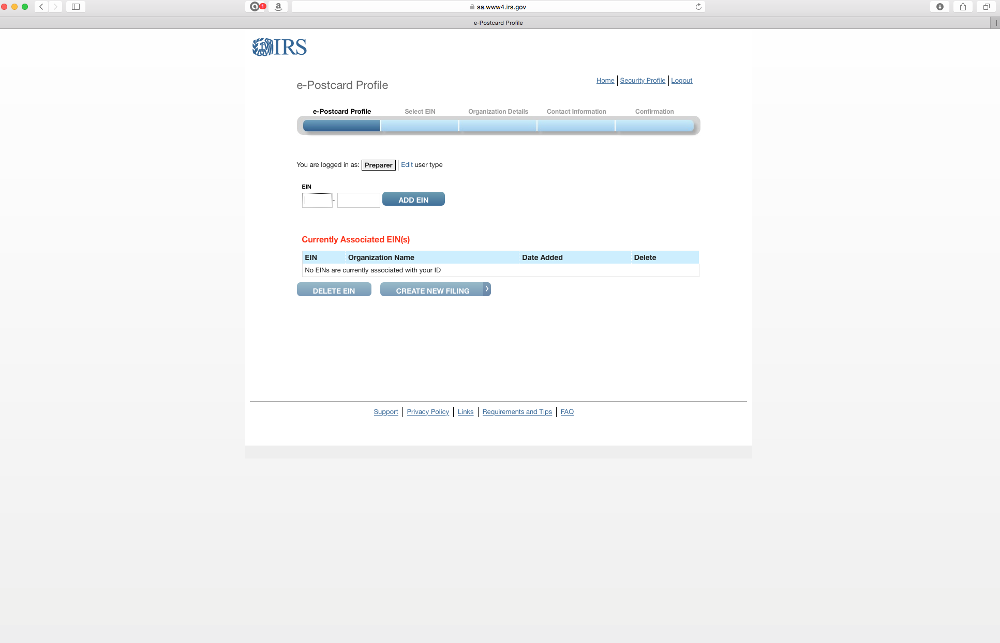 1 a sa.www4.irs.gov
e-Postcard Profile
IRS
e-Postcard Profile
Home Security Profile Logout
e-Postcard Profile Select EIN Organization Details Contact Information Confirmation
You are logged in as: Preparer Edit user type
EIN
- ADD EIN
Currently Associated EIN(s)
EIN Organization Name Date Added Delete
No EINs are currently associated with your ID
DELETE EIN CREATE NEW FILING
Support Privacy Policy Links Requirements and Tips FAQ